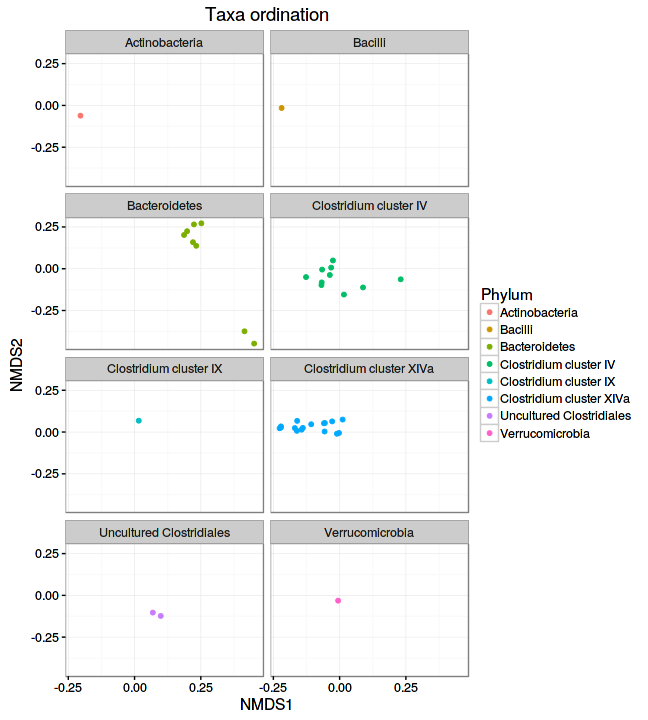 Taxa ordination
Actinobacteria
Bacilli
0.25
0.00
-0.25
Bacteroidetes
Clostridium cluster IV
0.25
0.00
-0.25
Clostridium cluster IX
Clostridium cluster XIVa
0.25
0.00
-0.25
Uncultured Clostridiales
Verrucomicrobia
0.25
0.00
-0.25
-0.25 0.00 0.25
-0.25 0.00 0.25
NMDS1
NMDS2
Phylum
Actinobacteria
Bacilli
Bacteroidetes
Clostridium cluster IV
Clostridium cluster IX
Clostridium cluster XIVa
Uncultured Clostridiales
Verrucomicrobia